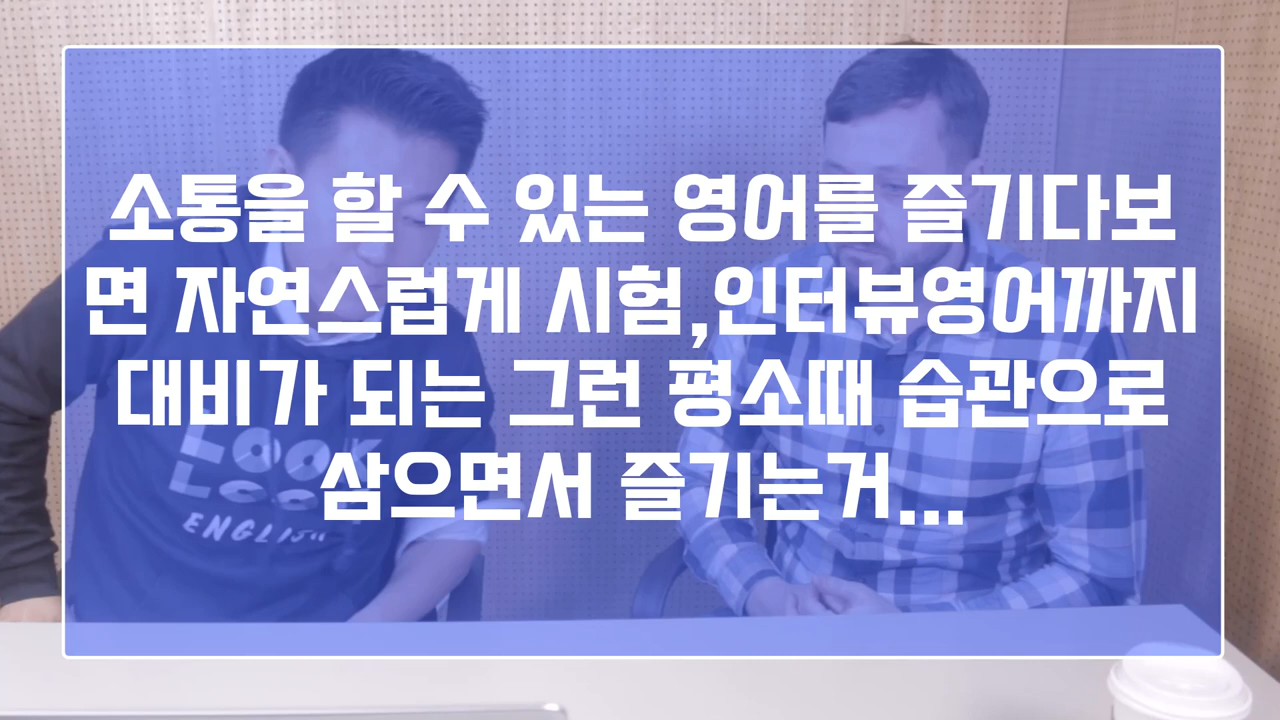 소통을 할 수 있는 영어를 즐기다보
면 자연스럽게 시험,인터뷰영어까지
대비가 되는 그런 평소때 습관으로
삼으면서 즐기는거...
LOOK
LOOK
ENGLISH